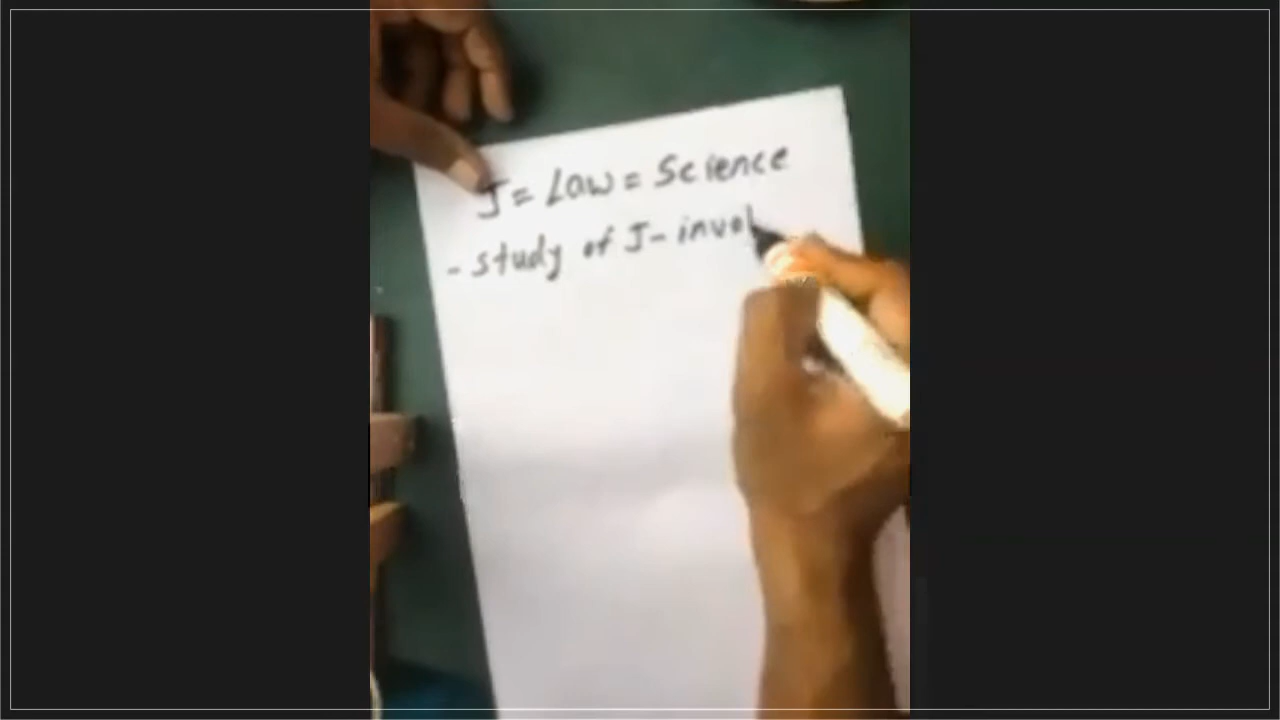 J = Law = Science
- study of J- invol